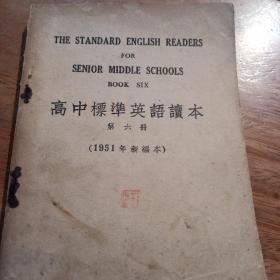 THE STANDARD ENGLISH READERS
FOR
SENIOR MIDDLE SCHOOLS
BOOK SIX
高中標準英語讀本
第六冊
(1951年新編本)